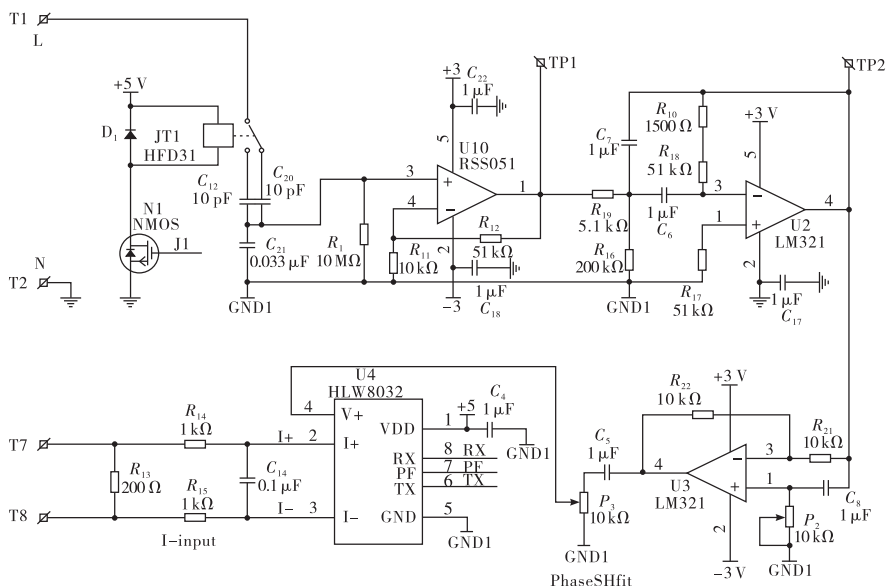 T1
L
+5 V
D1
JT1
HFD31
N1
NMOS
J1
T2
N
C12
10 pF
C20
10 pF
C21
0.033 μF
GND1
R1
10 MΩ
+3
C22
1 μF
5
U10
RSS051
3
4
1
2
R11
10 kΩ
R12
51 kΩ
1 μF
C18
-3
TP1
R19
5.1 kΩ
C7
1 μF
1 μF
C6
R16
200 kΩ
GND1
R10
1500 Ω
R18
51 kΩ
TP2
+3 V
5
3
1
4
2
U2
LM321
R17
51 kΩ
1 μF
C17
T7
T8
R13
200 Ω
R14
1 kΩ
R15
1 kΩ
C14
0.1 μF
I+
I-
I-input
U4
HLW8032
4
V+
2
I+
3
I-
VDD
1
RX
8
RX
PF
7
PF
TX
6
TX
GND
5
GND1
+5
C4
1 μF
GND1
C5
1 μF
P3
10 kΩ
GND1
PhaseSHfit
R22
10 kΩ
+3 V
4
3
1
2
U3
LM321
-3 V
R21
10 kΩ
C8
1 μF
P2
10 kΩ
GND1